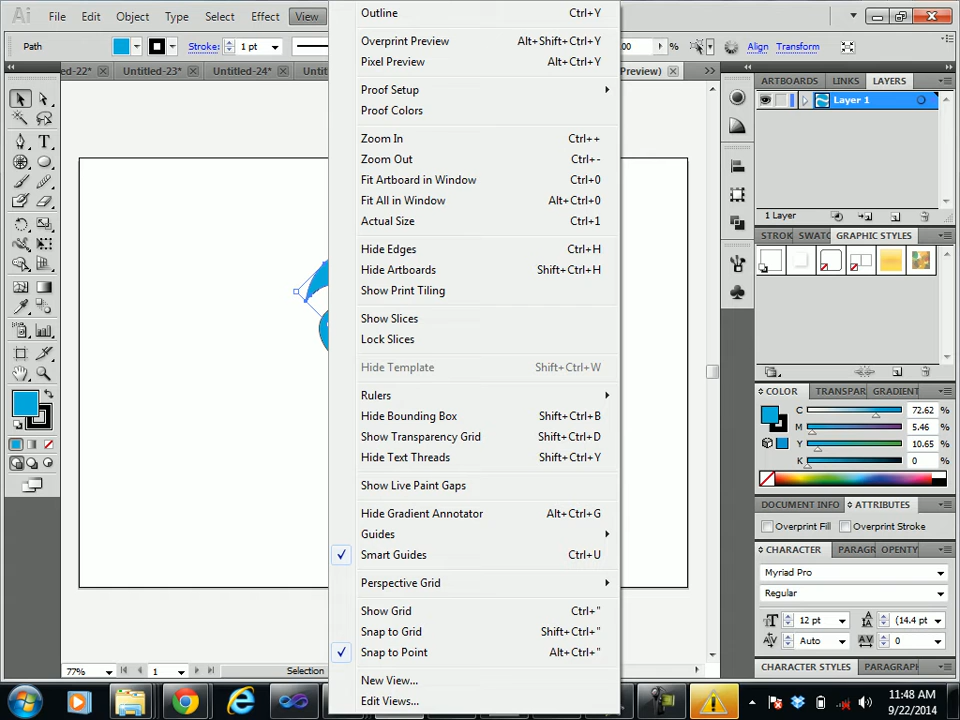 Ai File Edit Object Type Select Effect View
Path Stroke: 1 pt 00 % Align Transform
ed-22* Untitled-23* Untitled-24* Untit Preview)
Outline Ctrl+Y
Overprint Preview Alt+Shift+Ctrl+Y
Pixel Preview Alt+Ctrl+Y
Proof Setup
Proof Colors
Zoom In Ctrl++
Zoom Out Ctrl+-
Fit Artboard in Window Ctrl+0
Fit All in Window Alt+Ctrl+0
Actual Size Ctrl+1
Hide Edges Ctrl+H
Hide Artboards Shift+Ctrl+H
Show Print Tiling
Show Slices
Lock Slices
Hide Template Shift+Ctrl+W
Rulers
Hide Bounding Box Shift+Ctrl+B
Show Transparency Grid Shift+Ctrl+D
Hide Text Threads Shift+Ctrl+Y
Show Live Paint Gaps
Hide Gradient Annotator Alt+Ctrl+G
Guides
Smart Guides Ctrl+U
Perspective Grid
Show Grid Ctrl+"
Snap to Grid Shift+Ctrl+"
Snap to Point Alt+Ctrl+"
New View...
Edit Views...
ARTBOARDS LINKS LAYERS
Layer 1
1 Layer
STROK SWATC GRAPHIC STYLES
COLOR TRANSPAR GRADIENT
C 72.62 %
M 5.46 %
Y 10.65 %
K 0 %
DOCUMENT INFO ATTRIBUTES
Overprint Fill Overprint Stroke
CHARACTER PARAGR OPENTY
Myriad Pro
Regular
12 pt (14.4 pt
Auto 0
CHARACTER STYLES PARAGRAPH
77% 1 Selection
11:48 AM
9/22/2014